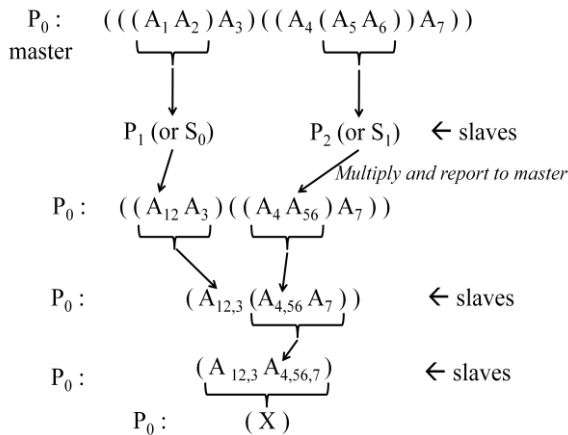 P₀ : ( ( ( A₁ A₂ ) A₃ ) ( ( A₄ ( A₅ A₆ ) ) A₇ ) )
master
P₁ (or S₀) P₂ (or S₁) ← slaves
Multiply and report to master
P₀ : ( ( A₁₂ A₃ ) ( ( A₄ A₅₆ ) A₇ ) )
P₀ : ( A₁₂,₃ ( A₄,₅₆ A₇ ) ) ← slaves
P₀ : ( A ₁₂,₃ A₄,₅₆,₇ ) ← slaves
P₀ : ( X )